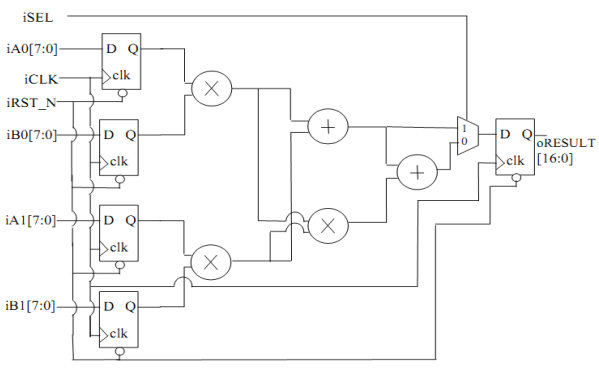 iSEL
iA0[7:0]
D Q
iCLK
clk
iRST_N
iB0[7:0]
D Q
clk
1
0
D Q
clk
oRESULT
[16:0]
iA1[7:0]
D Q
clk
iB1[7:0]
D Q
clk